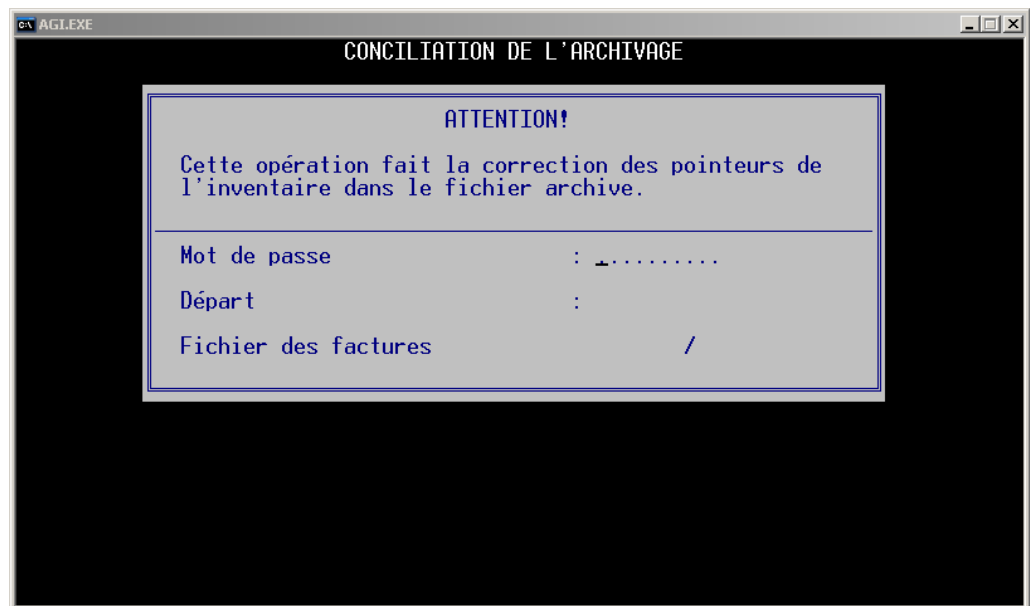 AGI.EXE
CONCILIATION DE L'ARCHIVAGE
ATTENTION!
Cette opération fait la correction des pointeurs de
l'inventaire dans le fichier archive.
Mot de passe : ..........
Départ :
Fichier des factures /